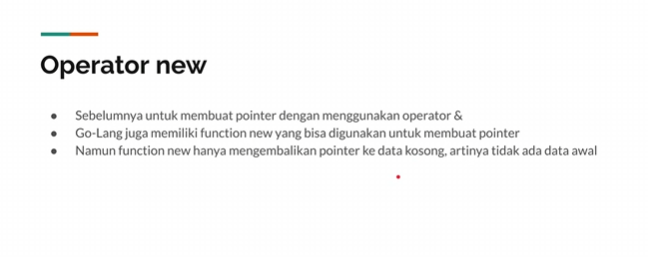 Operator new
● Sebelumnya untuk membuat pointer dengan menggunakan operator &
● Go-Lang juga memiliki function new yang bisa digunakan untuk membuat pointer
● Namun function new hanya mengembalikan pointer ke data kosong, artinya tidak ada data awal